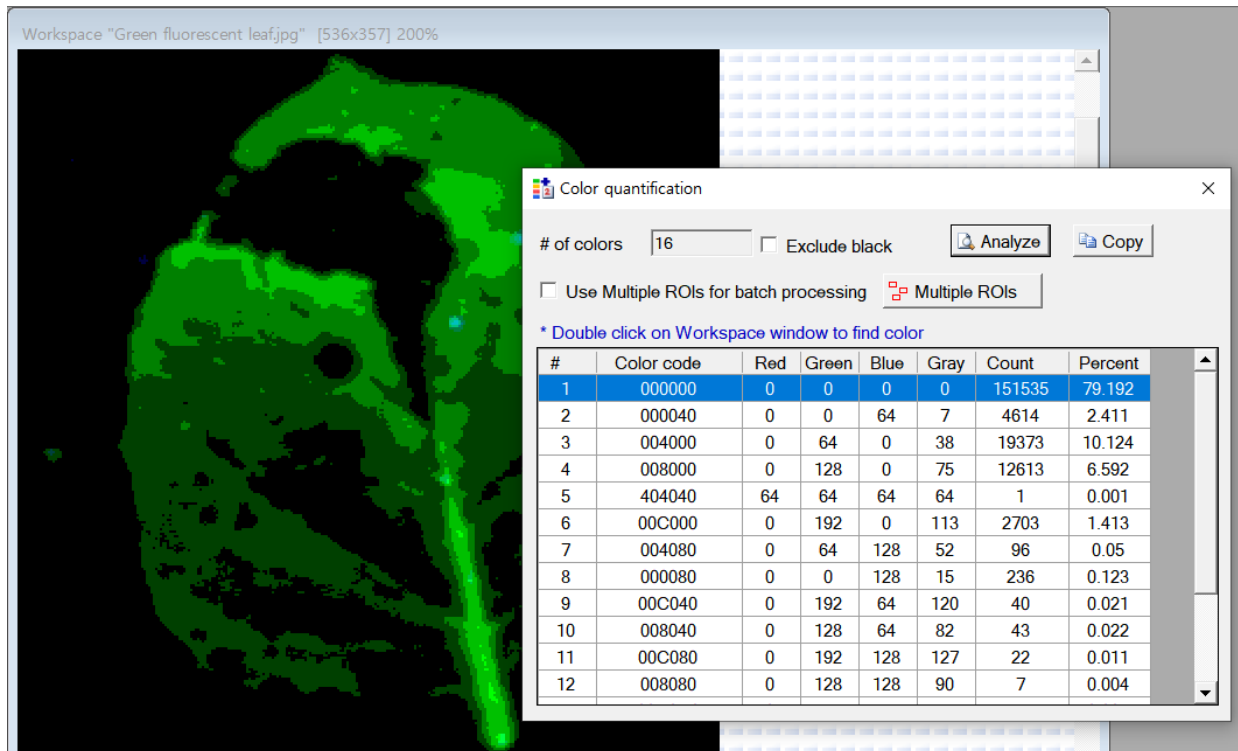 Workspace "Green fluorescent leaf.jpg" [536x357] 200%
Color quantification
# of colors 16 Exclude black Analyze Copy
Use Multiple ROIs for batch processing Multiple ROIs
* Double click on Workspace window to find color
# Color code Red Green Blue Gray Count Percent
1 000000 0 0 0 0 151535 79.192
2 000040 0 0 64 7 4614 2.411
3 004000 0 64 0 38 19373 10.124
4 008000 0 128 0 75 12613 6.592
5 404040 64 64 64 64 1 0.001
6 00C000 0 192 0 113 2703 1.413
7 004080 0 64 128 52 96 0.05
8 000080 0 0 128 15 236 0.123
9 00C040 0 192 64 120 40 0.021
10 008040 0 128 64 82 43 0.022
11 00C080 0 192 128 127 22 0.011
12 008080 0 128 128 90 7 0.004